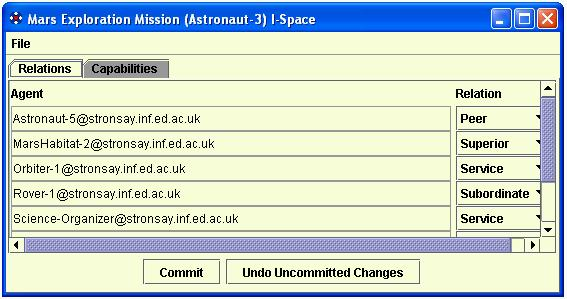 Mars Exploration Mission (Astronaut-3) I-Space
File
Relations Capabilities
Agent Relation
Astronaut-5@stronsay.inf.ed.ac.uk Peer
MarsHabitat-2@stronsay.inf.ed.ac.uk Superior
Orbiter-1@stronsay.inf.ed.ac.uk Service
Rover-1@stronsay.inf.ed.ac.uk Subordinate
Science-Organizer@stronsay.inf.ed.ac.uk Service
Commit Undo Uncommitted Changes